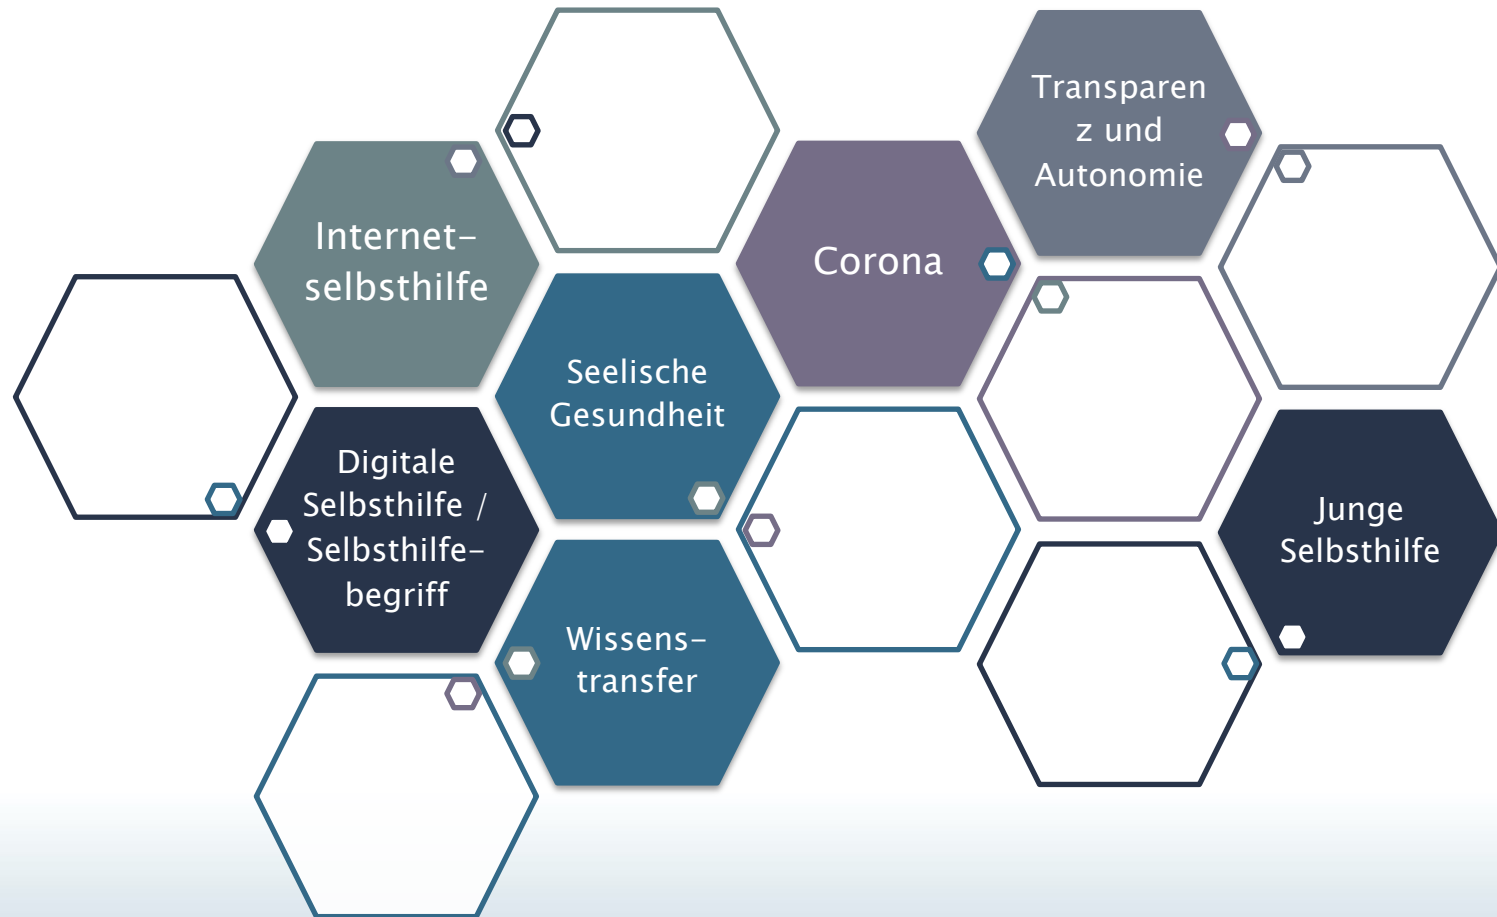 Transparen
z und
Autonomie
Internet-
selbsthilfe
Corona
Seelische
Gesundheit
Digitale
Selbsthilfe /
Selbsthilfe-
begriff
Junge
Selbsthilfe
Wissens-
transfer